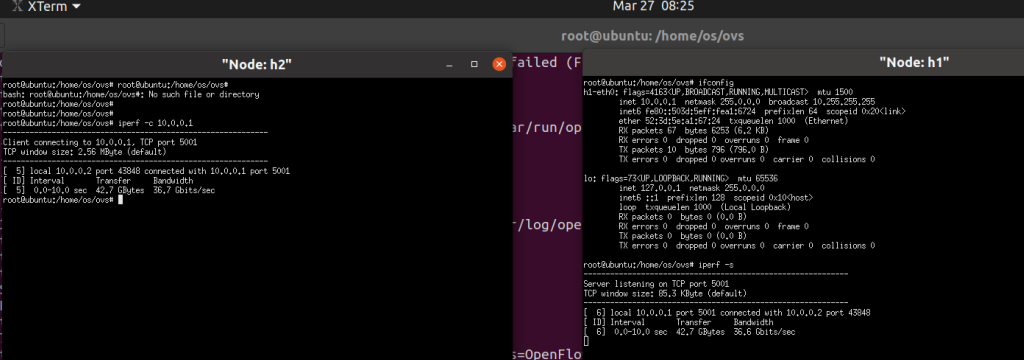 XTerm
Mar 27 08:25
root@ubuntu: /home/os/ovs
"Node: h2"
root@ubuntu:/home/os/ovs# root@ubuntu:/home/os/ovs#
bash: root@ubuntu:/home/os/ovs#: No such file or directory
root@ubuntu:/home/os/ovs#
root@ubuntu:/home/os/ovs#
root@ubuntu:/home/os/ovs# iperf -c 10.0.0.1
------------------------------------------------------------
Client connecting to 10.0.0.1, TCP port 5001
TCP window size: 2.56 MByte (default)
------------------------------------------------------------
[  5] local 10.0.0.2 port 43848 connected with 10.0.0.1 port 5001
[ ID] Interval       Transfer     Bandwidth
[  5]  0.0-10.0 sec  42.7 GBytes  36.7 Gbits/sec
root@ubuntu:/home/os/ovs#
failed (F
ar/run/op
r/log/ope
s=OpenFlo
"Node: h1"
root@ubuntu:/home/os/ovs# ifconfig
h1-eth0: flags=4163<UP,BROADCAST,RUNNING,MULTICAST>  mtu 1500
inet 10.0.0.1  netmask 255.0.0.0  broadcast 10.255.255.255
inet6 fe80::503d:5eff:fea1:6724  prefixlen 64  scopeid 0x20<link>
ether 52:3d:5e:a1:67:24  txqueuelen 1000  (Ethernet)
RX packets 67  bytes 6253 (6.2 KB)
RX errors 0  dropped 0  overruns 0  frame 0
TX packets 10  bytes 796 (796.0 B)
TX errors 0  dropped 0 overruns 0  carrier 0  collisions 0
lo: flags=73<UP,LOOPBACK,RUNNING>  mtu 65536
inet 127.0.0.1  netmask 255.0.0.0
inet6 ::1  prefixlen 128  scopeid 0x10<host>
loop  txqueuelen 1000  (Local Loopback)
RX packets 0  bytes 0 (0.0 B)
RX errors 0  dropped 0  overruns 0  frame 0
TX packets 0  bytes 0 (0.0 B)
TX errors 0  dropped 0 overruns 0  carrier 0  collisions 0
root@ubuntu:/home/os/ovs# iperf -s
------------------------------------------------------------
Server listening on TCP port 5001
TCP window size: 85.3 KByte (default)
------------------------------------------------------------
[  6] local 10.0.0.1 port 5001 connected with 10.0.0.2 port 43848
[ ID] Interval       Transfer     Bandwidth
[  6]  0.0-10.0 sec  42.7 GBytes  36.6 Gbits/sec